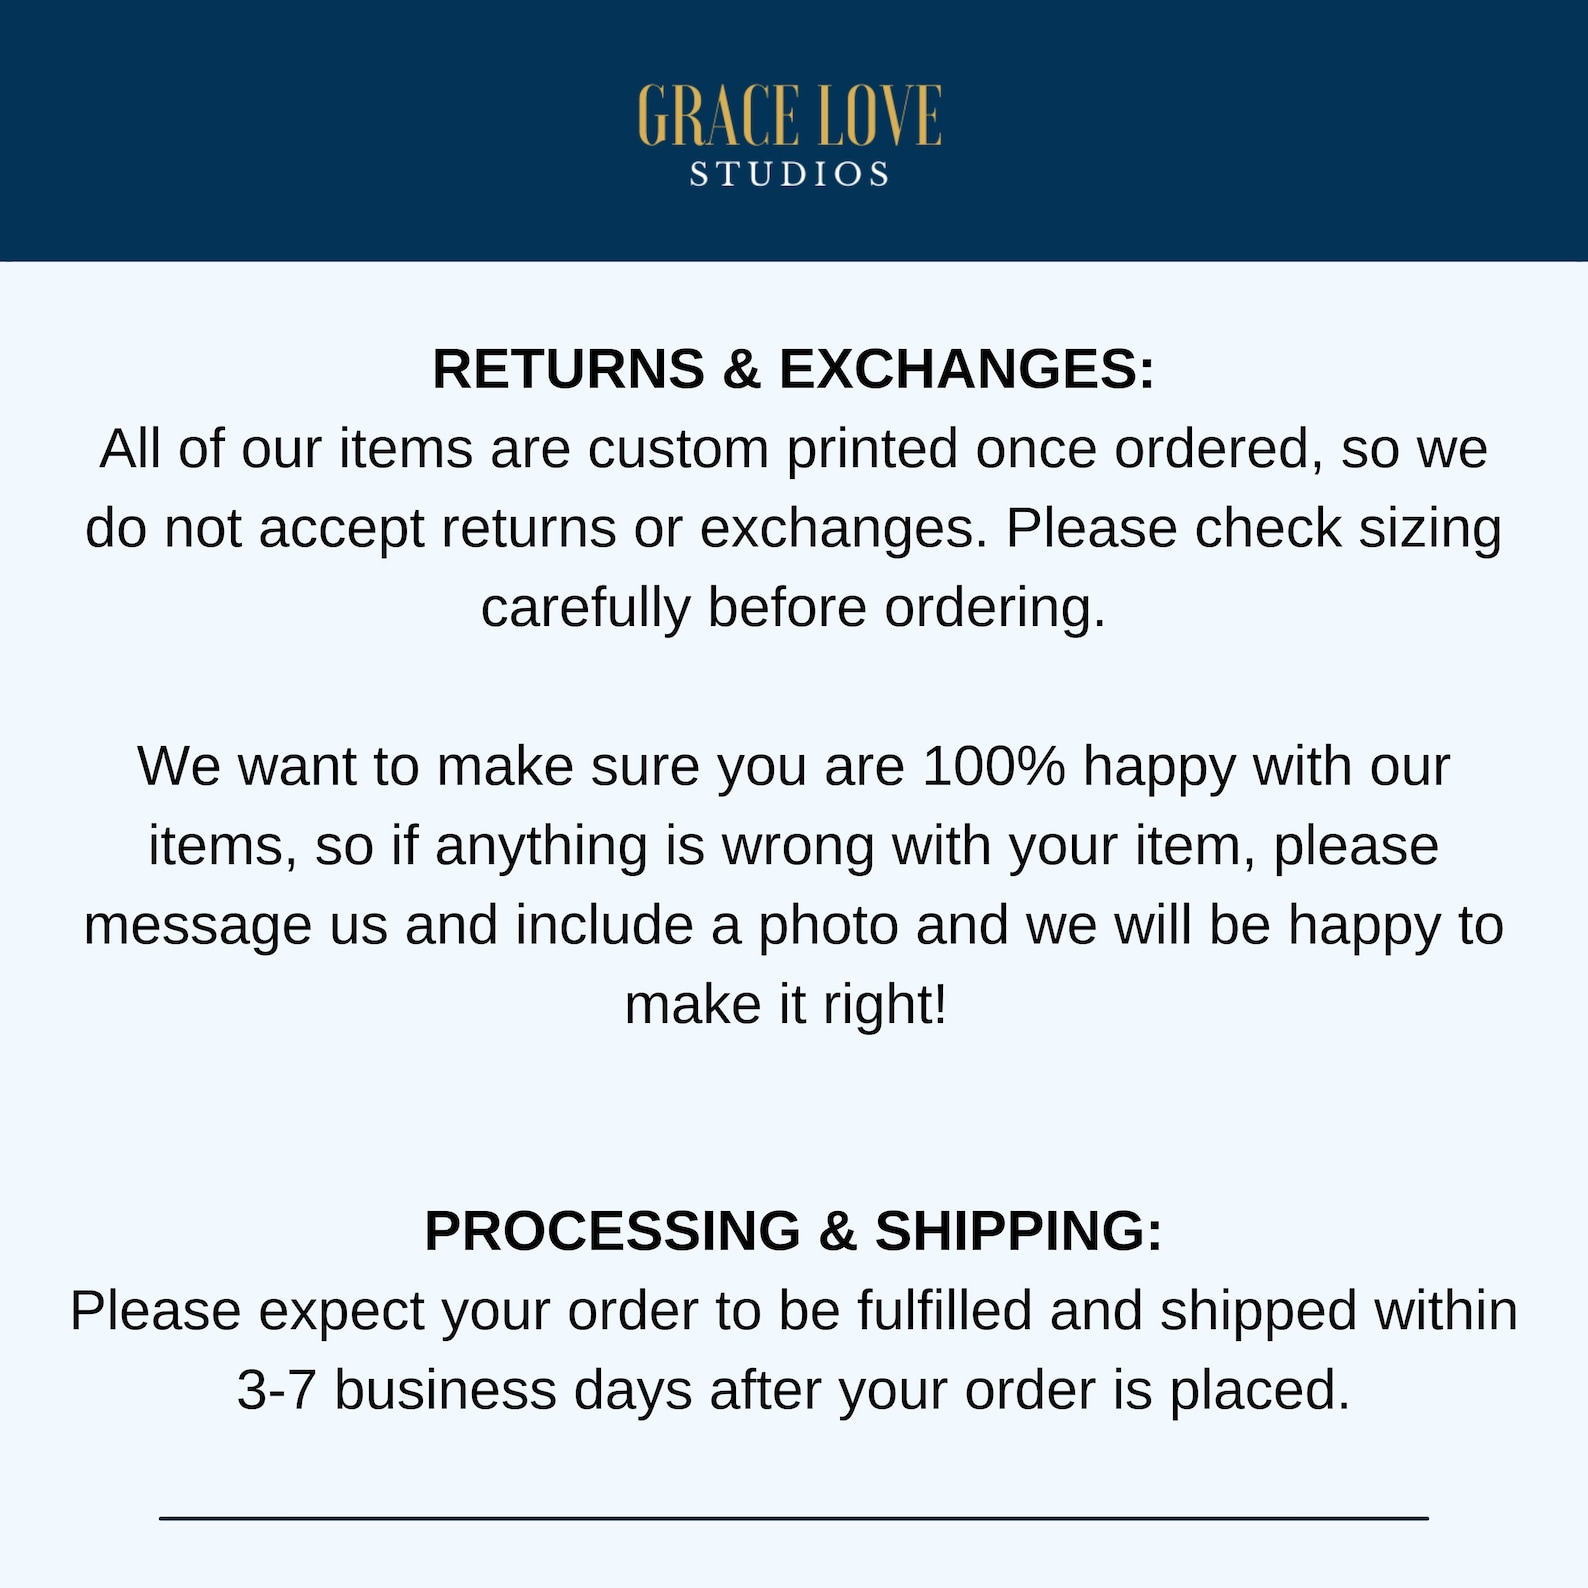 GRACE LOVE
STUDIOS
RETURNS & EXCHANGES:
All of our items are custom printed once ordered, so we
do not accept returns or exchanges. Please check sizing
carefully before ordering.
We want to make sure you are 100% happy with our
items, so if anything is wrong with your item, please
message us and include a photo and we will be happy to
make it right!
PROCESSING & SHIPPING:
Please expect your order to be fulfilled and shipped within
3-7 business days after your order is placed.